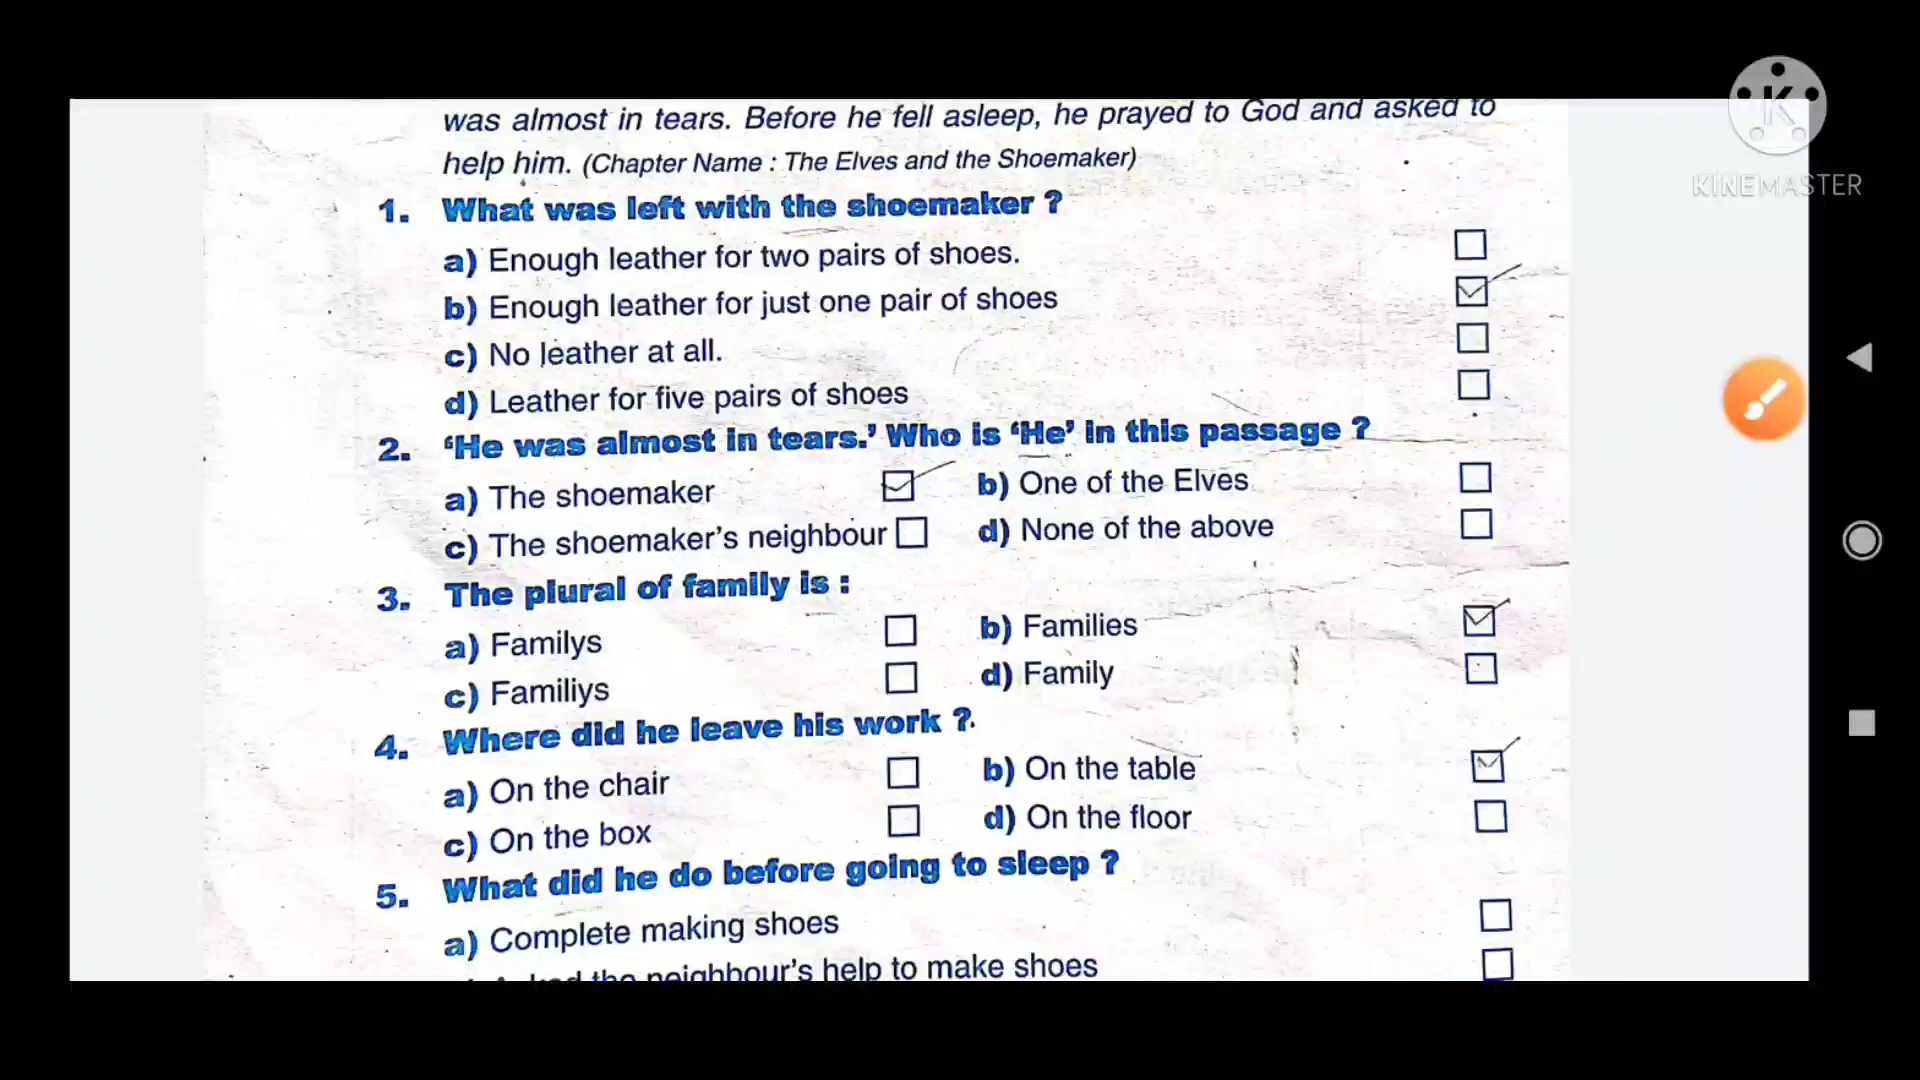 was almost in tears. Before he fell asleep, he prayed to God and asked to
help him. (Chapter Name : The Elves and the Shoemaker)
1. What was left with the shoemaker ?
a) Enough leather for two pairs of shoes.
b) Enough leather for just one pair of shoes
c) No leather at all.
d) Leather for five pairs of shoes
2. ‘He was almost in tears.’ Who is ‘He’ in this passage ?
a) The shoemaker b) One of the Elves
c) The shoemaker’s neighbour d) None of the above
3. The plural of family is :
a) Familys b) Families
c) Familiys d) Family
4. Where did he leave his work ?
a) On the chair b) On the table
c) On the box d) On the floor
5. What did he do before going to sleep ?
a) Complete making shoes
the neighbour’s help to make shoes
K
KINEMASTER